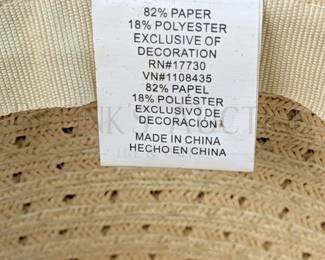 82% PAPER
18% POLYESTER
EXCLUSIVE OF
DECORATION
RN#17730
VN#1108435
82% PAPEL
18% POLIÉSTER
EXCLUSIVO DE
DECORACIÓN
MADE IN CHINA
HECHO EN CHINA